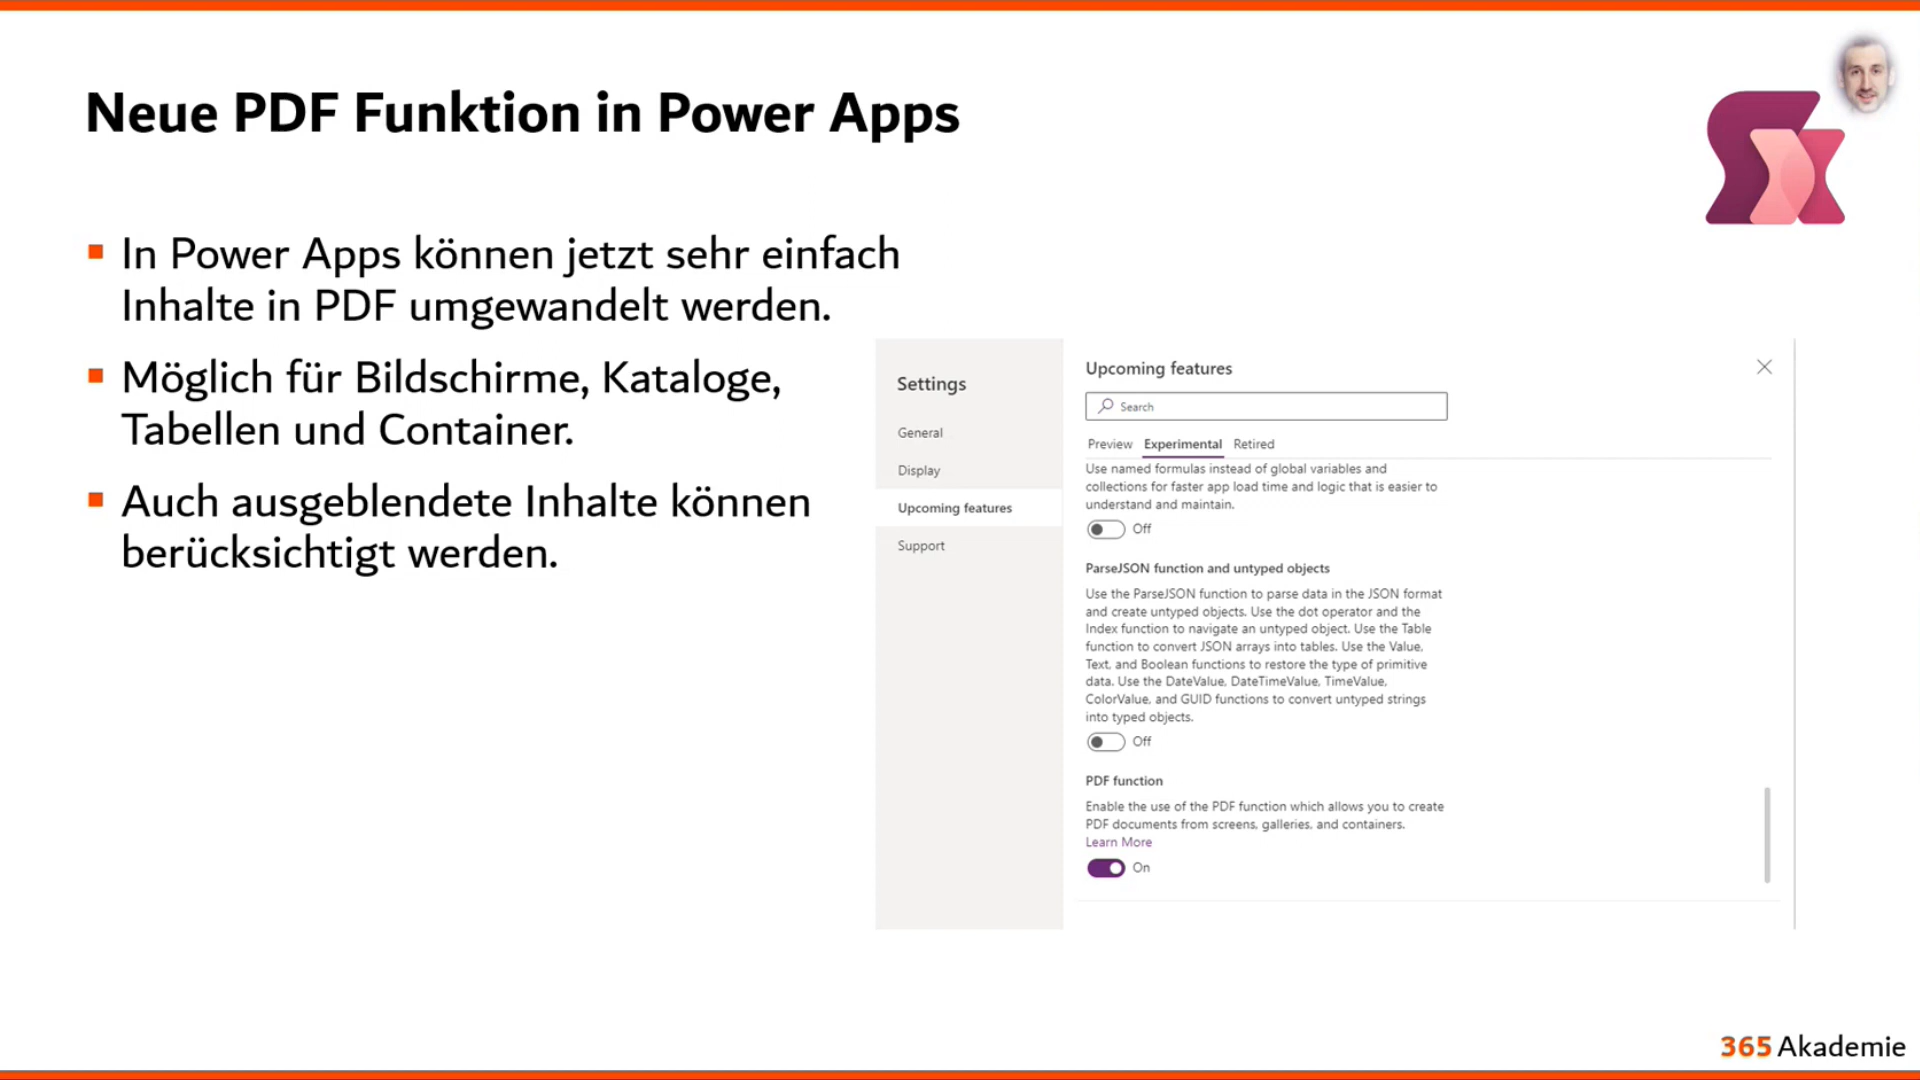 Neue PDF Funktion in Power Apps
In Power Apps können jetzt sehr einfach
Inhalte in PDF umgewandelt werden.
Möglich für Bildschirme, Kataloge,
Tabellen und Container.
Auch ausgeblendete Inhalte können
berücksichtigt werden.
Settings
General
Display
Upcoming features
Support
Upcoming features
Search
Preview Experimental Retired
Use named formulas instead of global variables and
collections for faster app load time and logic that is easier to
understand and maintain.
Off
ParseJSON function and untyped objects
Use the ParseJSON function to parse data in the JSON format
and create untyped objects. Use the dot operator and the
Index function to navigate an untyped object. Use the Table
function to convert JSON arrays into tables. Use the Value,
Text, and Boolean functions to restore the type of primitive
data. Use the DateValue, DateTimeValue, TimeValue,
ColorValue, and GUID functions to convert untyped strings
into typed objects.
Off
PDF function
Enable the use of the PDF function which allows you to create
PDF documents from screens, galleries, and containers.
Learn More
On
365 Akademie